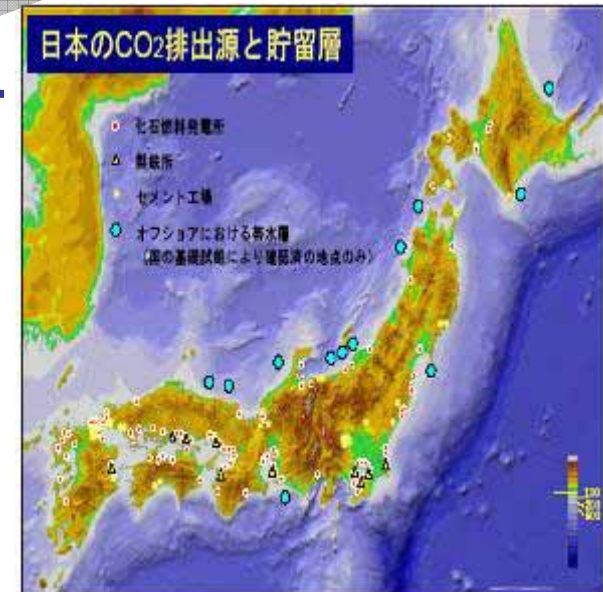 日本のCO2排出源と貯留層
化石燃料発電所
製鉄所
セメント工場
オフショアにおける帯水層
（国の基礎試錐により確認済の地点のみ）